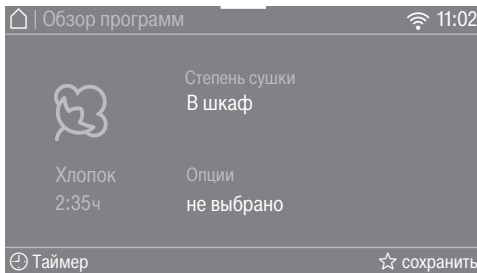 | Обзор программ 11:02
Степень сушки
В шкаф
Хлопок
2:35ч
Опции
не выбрано
Таймер
сохранить